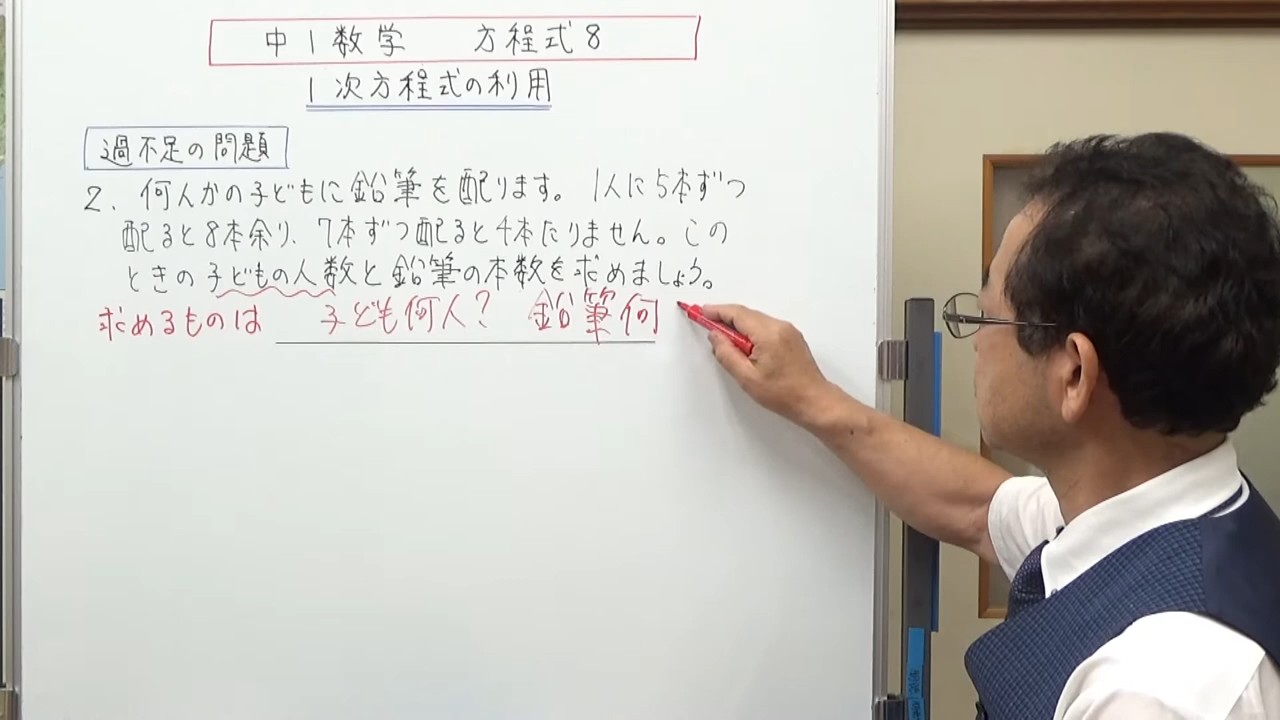 中1数学　方程式8
1次方程式の利用
過不足の問題
2. 何人かの子どもに鉛筆を配ります。1人に5本ずつ
配ると8本余り、7本ずつ配ると4本たりません。この
ときの子どもの人数と鉛筆の本数を求めましょう。
求めるものは　子ども何人?　鉛筆何